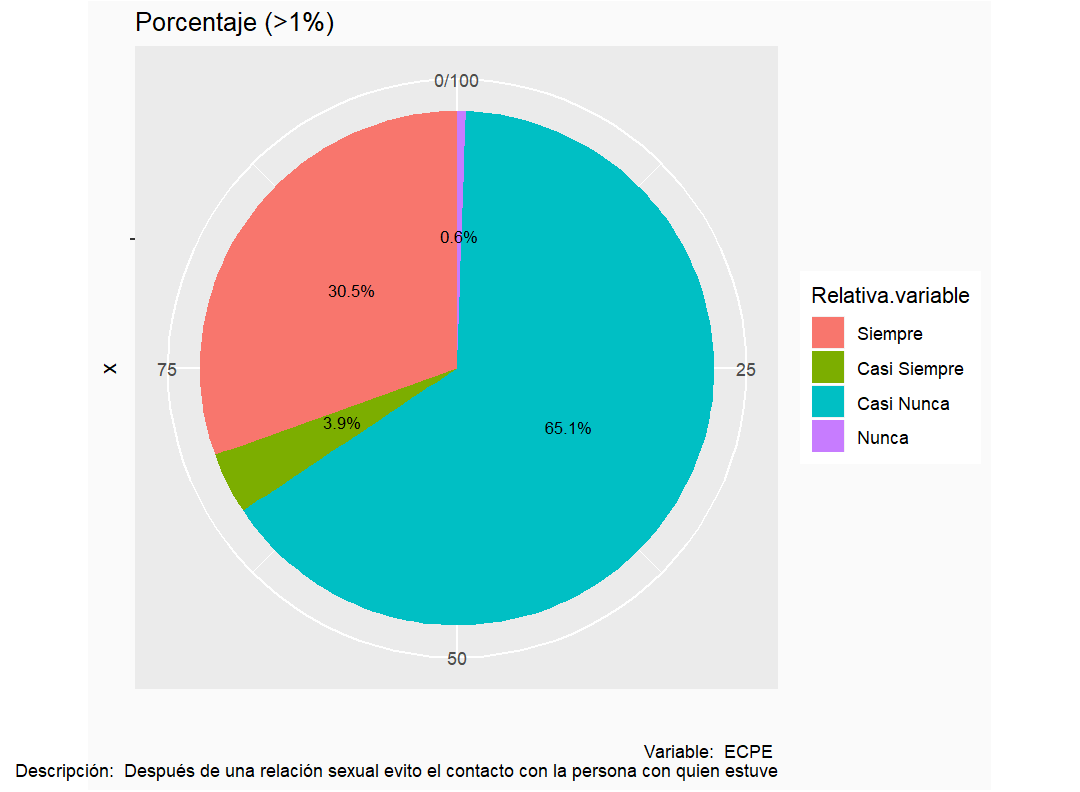 Porcentaje (>1%)
0/100
0.6%
30.5%
Relativa.variable
Siempre
Casi Siempre
Casi Nunca
Nunca
x
75
25
3.9%
65.1%
50
Variable:  ECPE
Descripción:  Después de una relación sexual evito el contacto con la persona con quien estuve